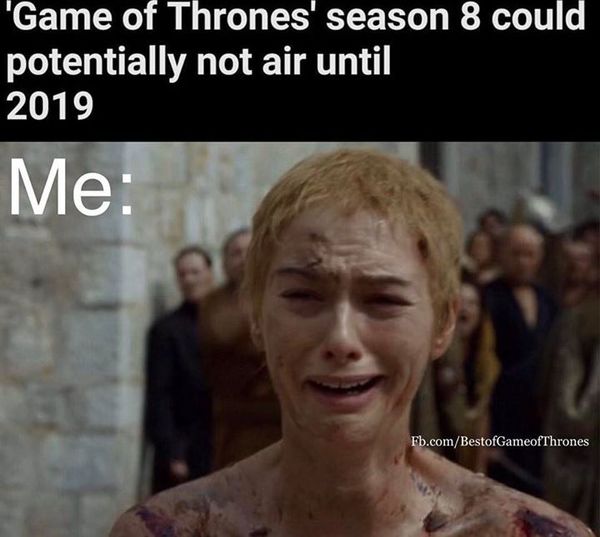 'Game of Thrones' season 8 could
potentially not air until
2019
Me:
Fb.com/BestofGameofThrones